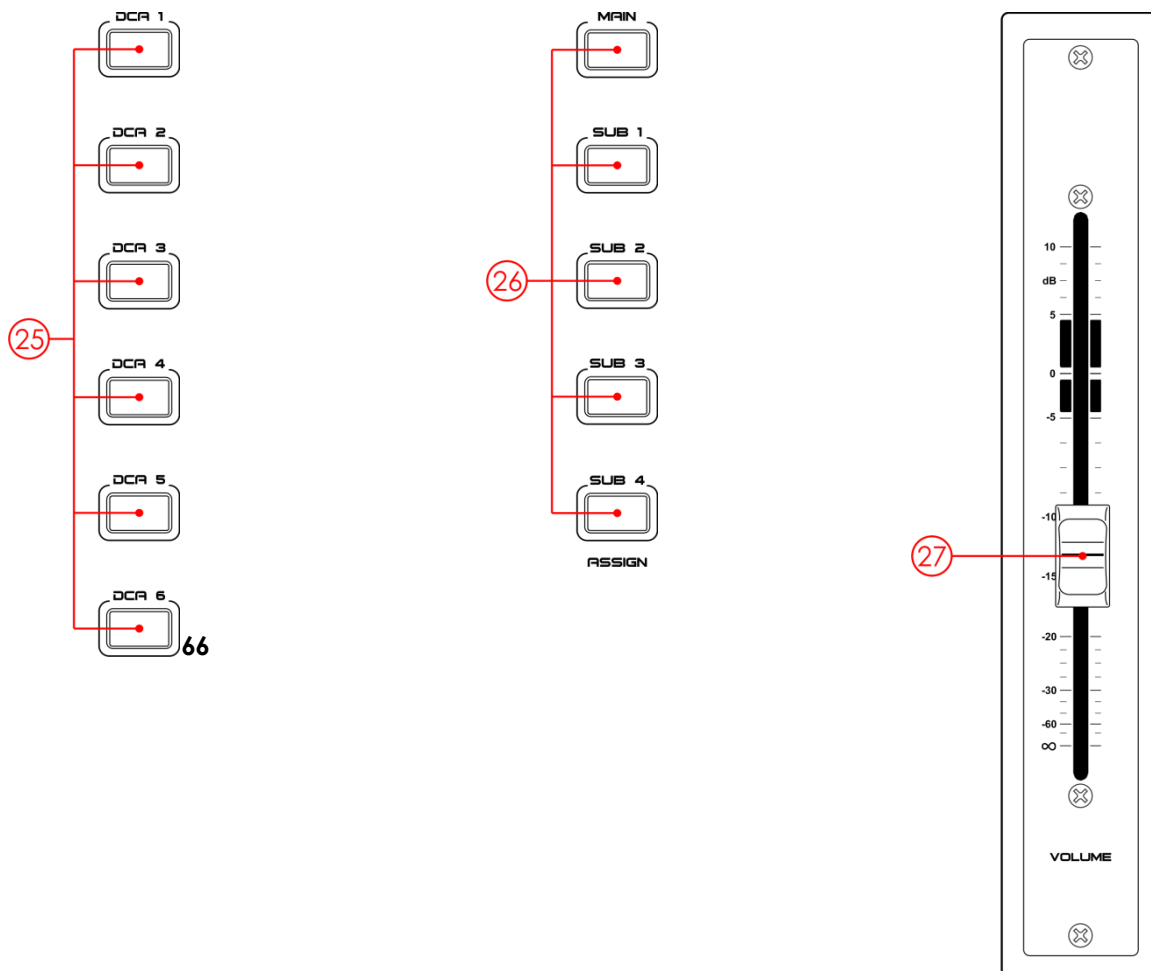 DCA 1
DCA 2
DCA 3
25
DCA 4
DCA 5
DCA 6
66
MAIN
SUB 1
SUB 2
26
SUB 3
SUB 4
ASSIGN
10
dB
5
0
-5
-10
27
-15
-20
-30
-60
∞
VOLUME